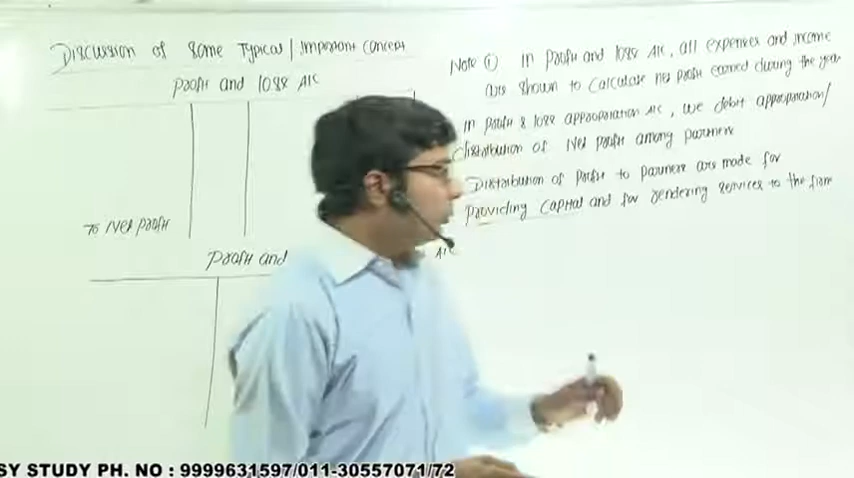 Discussion of some Typical / Important concept
Profit and loss A/C
To Net profit
Profit and
A/C
Note ① In Profit and loss A/C, all expenses and income
are shown to calculate net profit earned during the year
In profit & loss appropriation A/C, we debit appropriation/
distribution of Net profit among partners
Distribution of profit to partners are made for
providing capital and for rendering services to the firm
SY STUDY PH. NO : 9999631597/011-30557071/72